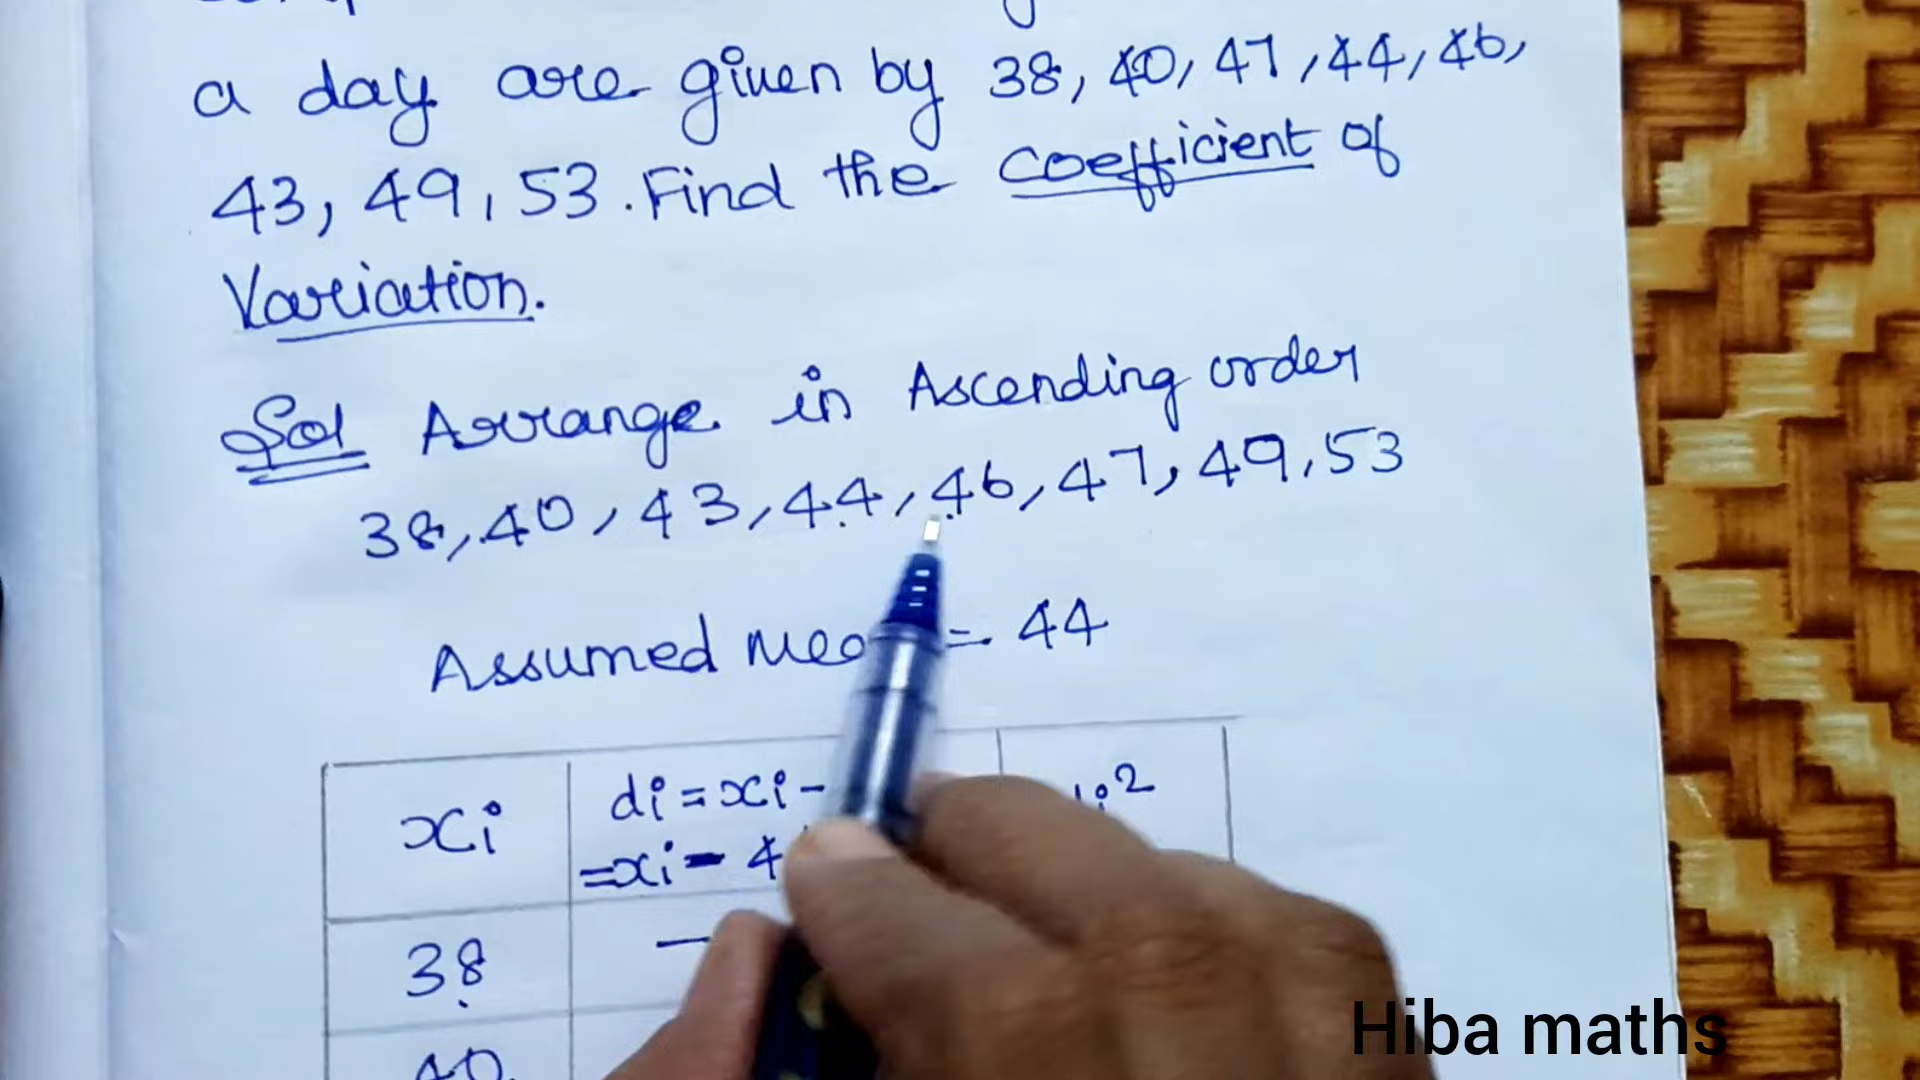 a day are given by 38, 40, 47, 44, 46,
43, 49, 53. Find the coefficient of
Variation.
Sol Arrange in Ascending order
38, 40, 43, 44, 46, 47, 49, 53
Assumed = 44
xi di = xi -
= xi - 4
38 -
40
Hiba maths